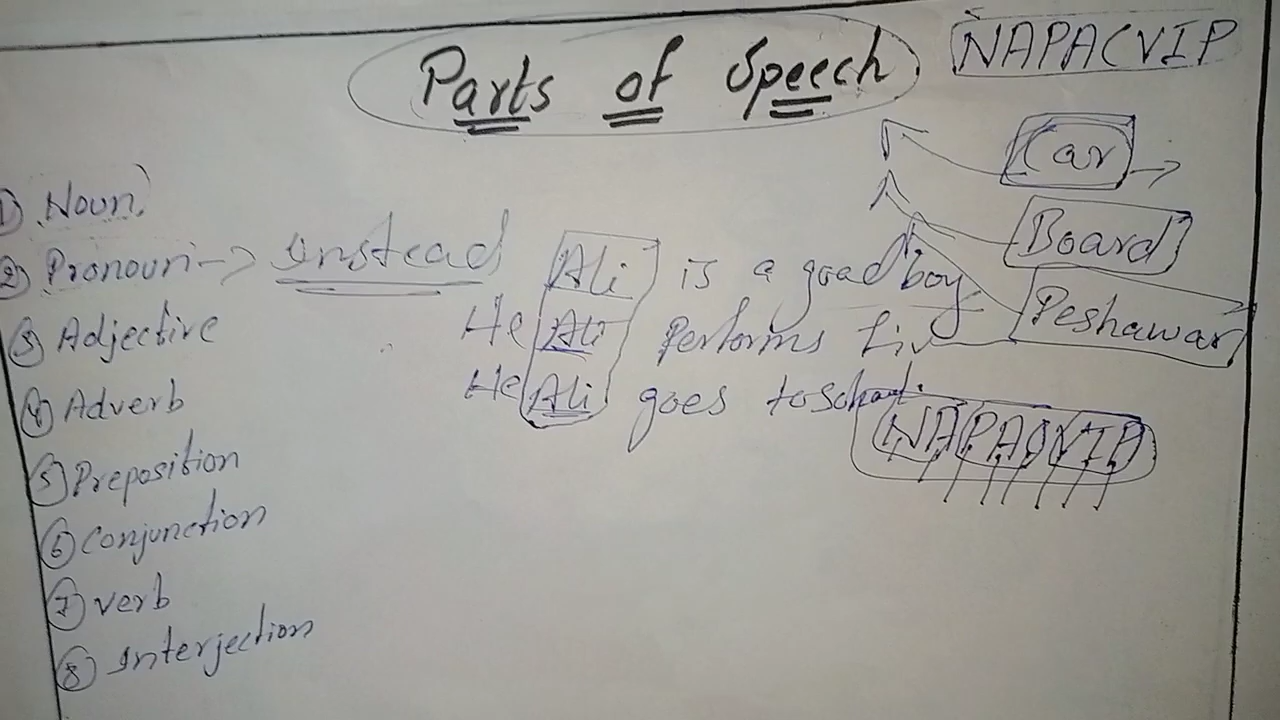 Parts of Speech
NAPACVIP
Car
Board
Peshawar
1 Noun
2 Pronoun -> instead
3 Adjective
4 Adverb
5 Preposition
6 Conjunction
7 verb
8 Interjection
Ali is a good boy
He Ali Performs
He Ali goes to school.
NAPACVIP